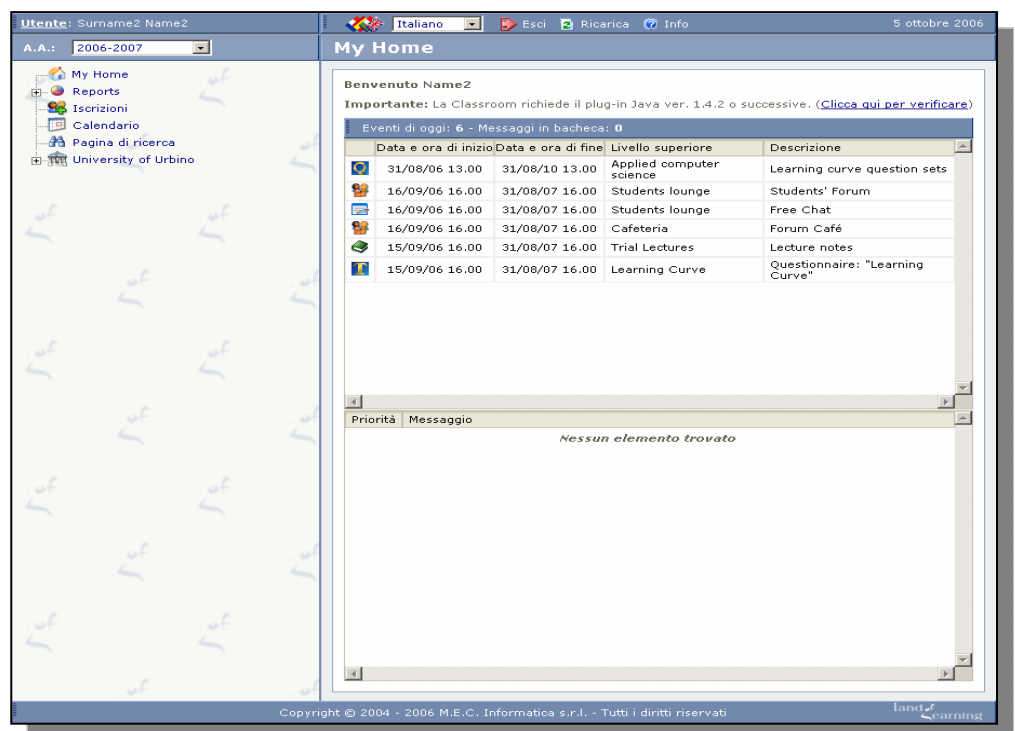 Utente: Surname2 Name2
Italiano Esci Ricarica Info 5 ottobre 2006
A.A.: 2006-2007
My Home
My Home
Reports
Iscrizioni
Calendario
Pagina di ricerca
University of Urbino
Benvenuto Name2
Importante: La Classroom richiede il plug-in Java ver. 1.4.2 o successive. (Clicca qui per verificare)
Eventi di oggi: 6 - Messaggi in bacheca: 0
Data e ora di inizio Data e ora di fine Livello superiore Descrizione
31/08/06 13.00 31/08/10 13.00 Applied computer science Learning curve question sets
16/09/06 16.00 31/08/07 16.00 Students lounge Students' Forum
16/09/06 16.00 31/08/07 16.00 Students lounge Free Chat
16/09/06 16.00 31/08/07 16.00 Cafeteria Forum Café
15/09/06 16.00 31/08/07 16.00 Trial Lectures Lecture notes
15/09/06 16.00 31/08/07 16.00 Learning Curve Questionnaire: "Learning Curve"
Priorità Messaggio
Nessun elemento trovato
Copyright © 2004 - 2006 M.E.C. Informatica s.r.l. - Tutti i diritti riservati
land of
Learning